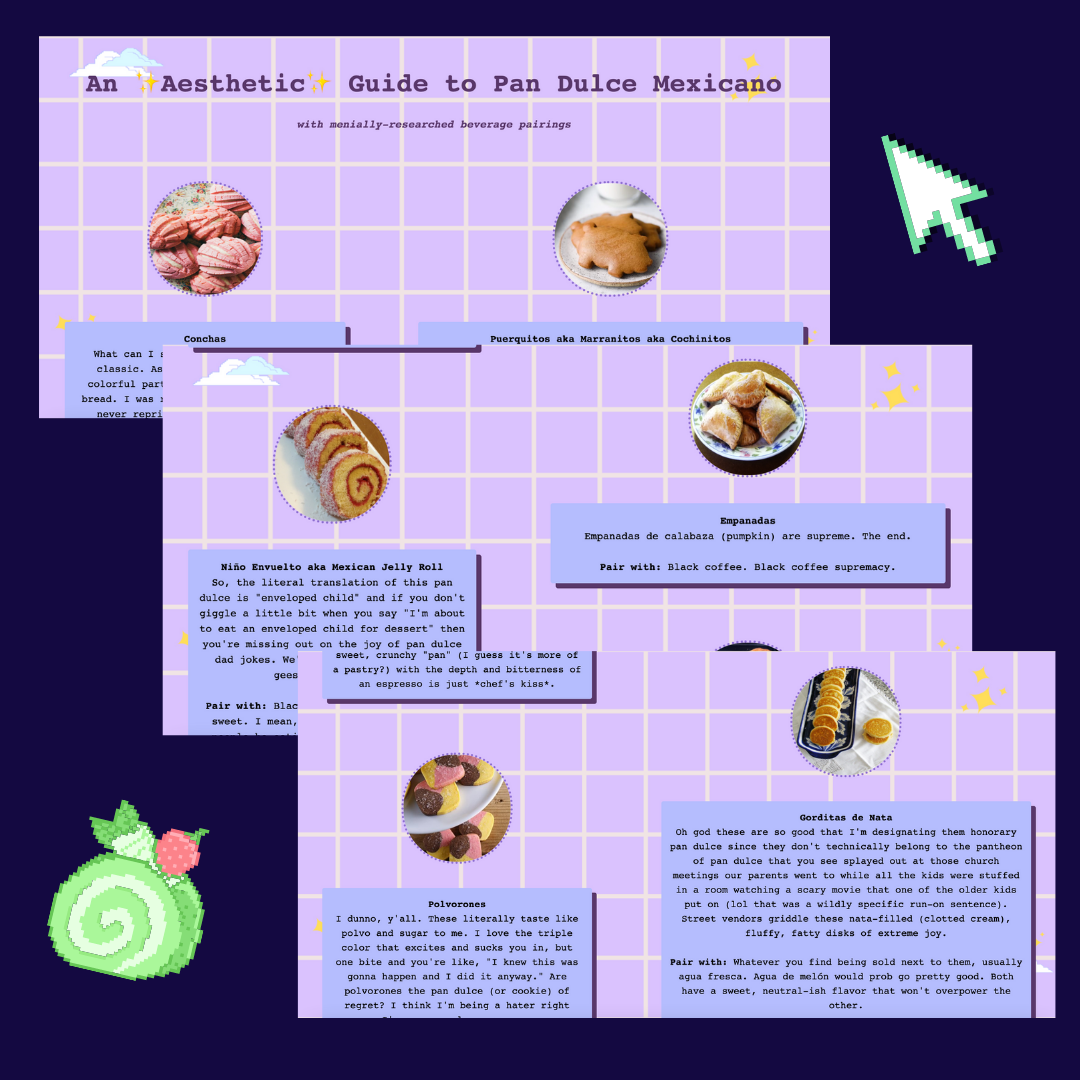 An ✨Aesthetic✨ Guide to Pan Dulce Mexicano
with menially-researched beverage pairings
Conchas
What can I
classic. As
colorful part
bread. I was
never repri
Puerquitos aka Marranitos aka Cochinitos
Niño Envuelto aka Mexican Jelly Roll
So, the literal translation of this pan
dulce is "enveloped child" and if you don't
giggle a little bit when you say "I'm about
to eat an enveloped child for dessert" then
you're missing out on the joy of pan dulce
dad jokes. We'
gees
Pair with: Blac
sweet. I mean,
Empanadas
Empanadas de calabaza (pumpkin) are supreme. The end.
Pair with: Black coffee. Black coffee supremacy.
sweet, crunchy "pan" (I guess it's more of
a pastry?) with the depth and bitterness of
an espresso is just *chef's kiss*.
Polvorones
I dunno, y'all. These literally taste like
polvo and sugar to me. I love the triple
color that excites and sucks you in, but
one bite and you're like, "I knew this was
gonna happen and I did it anyway." Are
polvorones the pan dulce (or cookie) of
regret? I think I'm being a hater right
Gorditas de Nata
Oh god these are so good that I'm designating them honorary
pan dulce since they don't technically belong to the pantheon
of pan dulce that you see splayed out at those church
meetings our parents went to while all the kids were stuffed
in a room watching a scary movie that one of the older kids
put on (lol that was a wildly specific run-on sentence).
Street vendors griddle these nata-filled (clotted cream),
fluffy, fatty disks of extreme joy.
Pair with: Whatever you find being sold next to them, usually
agua fresca. Agua de melón would prob go pretty good. Both
have a sweet, neutral-ish flavor that won't overpower the
other.